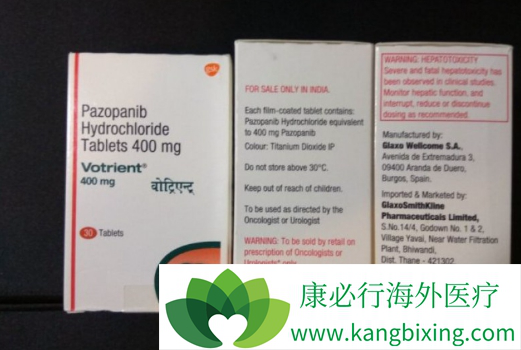 gsk
Pazopanib
Hydrochloride
Tablets 400 mg
Votrient®
400 mg
वोट्रिएन्ट
30 Tablets
FOR SALE ONLY IN INDIA.
Each film-coated tablet contains:
Pazopanib Hydrochloride equivalent
to 400 mg Pazopanib
Colour: Titanium Dioxide IP
Do not store above 30°C.
Keep out of reach of children.
To be used as directed by the
Oncologist or Urologist
WARNING: To be sold by retail on
prescription of Oncologists or
Urologists* only
WARNING: HEPATOTOXICITY
Severe and fatal hepatotoxicity has
been observed in clinical studies.
Monitor hepatic function, and
interrupt, reduce or discontinue
dosing as recommended.
Manufactured by:
Glaxo Wellcome S.A.,
Avenida de Extremadura 3,
09400 Aranda de Duero,
Burgos, Spain.
Imported & Marketed by:
GlaxoSmithKline
Pharmaceuticals Limited,
S.No.14/4, Godown No. 1 & 2,
Village Yavai, Near Water Filtration
Plant, Bhiwandi,
Dist. Thane - 421302
康必行海外医疗
www.kangbixing.com